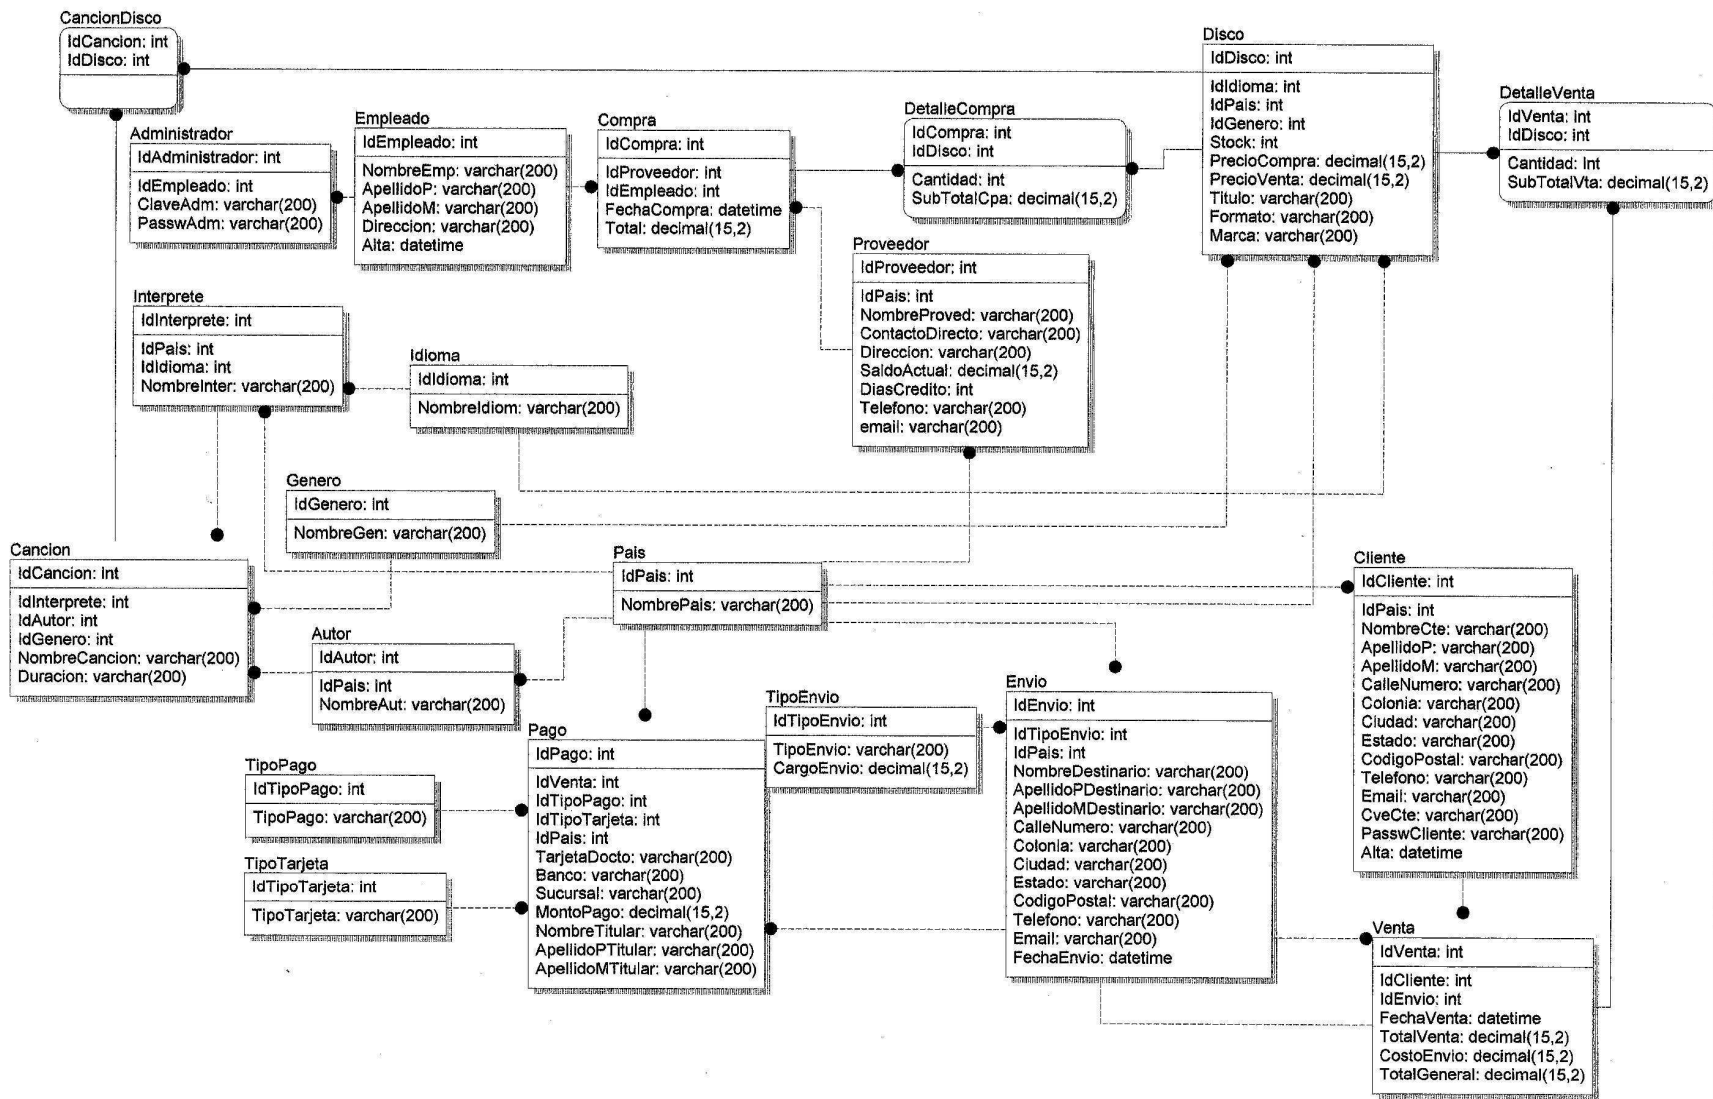 CancionDisco
IdCancion: int
IdDisco: int
Disco
IdDisco: int
IdIdioma: int
IdPais: int
IdGenero: int
Stock: int
PrecioCompra: decimal(15,2)
PrecioVenta: decimal(15,2)
Titulo: varchar(200)
Formato: varchar(200)
Marca: varchar(200)
DetalleVenta
IdVenta: int
IdDisco: int
Cantidad: Int
SubTotalVta: decimal(15,2)
Administrador
IdAdministrador: int
IdEmpleado: int
ClaveAdm: varchar(200)
PasswAdm: varchar(200)
Empleado
IdEmpleado: int
NombreEmp: varchar(200)
ApellidoP: varchar(200)
ApellidoM: varchar(200)
Direccion: varchar(200)
Alta: datetime
Compra
IdCompra: int
IdProveedor: int
IdEmpleado: int
FechaCompra: datetime
Total: decimal(15,2)
DetalleCompra
IdCompra: int
IdDisco: int
Cantidad: int
SubTotalCpa: decimal(15,2)
Proveedor
IdProveedor: int
IdPais: int
NombreProved: varchar(200)
ContactoDirecto: varchar(200)
Direccion: varchar(200)
SaldoActual: decimal(15,2)
DiasCredito: int
Telefono: varchar(200)
email: varchar(200)
Interprete
IdInterprete: int
IdPais: int
IdIdioma: int
NombreInter: varchar(200)
Idioma
IdIdioma: int
NombreIdiom: varchar(200)
Genero
IdGenero: int
NombreGen: varchar(200)
Cancion
IdCancion: int
IdInterprete: int
IdAutor: int
IdGenero: int
NombreCancion: varchar(200)
Duracion: varchar(200)
Autor
IdAutor: int
IdPais: int
NombreAut: varchar(200)
Pais
IdPais: int
NombrePais: varchar(200)
Cliente
IdCliente: int
IdPais: int
NombreCte: varchar(200)
ApellidoP: varchar(200)
ApellidoM: varchar(200)
CalleNumero: varchar(200)
Colonia: varchar(200)
Ciudad: varchar(200)
Estado: varchar(200)
CodigoPostal: varchar(200)
Telefono: varchar(200)
Email: varchar(200)
CveCte: varchar(200)
PasswCliente: varchar(200)
Alta: datetime
TipoEnvio
IdTipoEnvio: int
TipoEnvio: varchar(200)
CargoEnvio: decimal(15,2)
Envio
IdEnvio: int
IdTipoEnvio: int
IdPais: int
NombreDestinario: varchar(200)
ApellidoPDestinario: varchar(200)
ApellidoMDestinario: varchar(200)
CalleNumero: varchar(200)
Colonia: varchar(200)
Ciudad: varchar(200)
Estado: varchar(200)
CodigoPostal: varchar(200)
Telefono: varchar(200)
Email: varchar(200)
FechaEnvio: datetime
Pago
IdPago: int
IdVenta: int
IdTipoPago: int
IdTipoTarjeta: int
IdPais: int
TarjetaDocto: varchar(200)
Banco: varchar(200)
Sucursal: varchar(200)
MontoPago: decimal(15,2)
NombreTitular: varchar(200)
ApellidoPTitular: varchar(200)
ApellidoMTitular: varchar(200)
TipoPago
IdTipoPago: int
TipoPago: varchar(200)
TipoTarjeta
IdTipoTarjeta: int
TipoTarjeta: varchar(200)
Venta
IdVenta: int
IdCliente: int
IdEnvio: int
FechaVenta: datetime
TotalVenta: decimal(15,2)
CostoEnvio: decimal(15,2)
TotalGeneral: decimal(15,2)